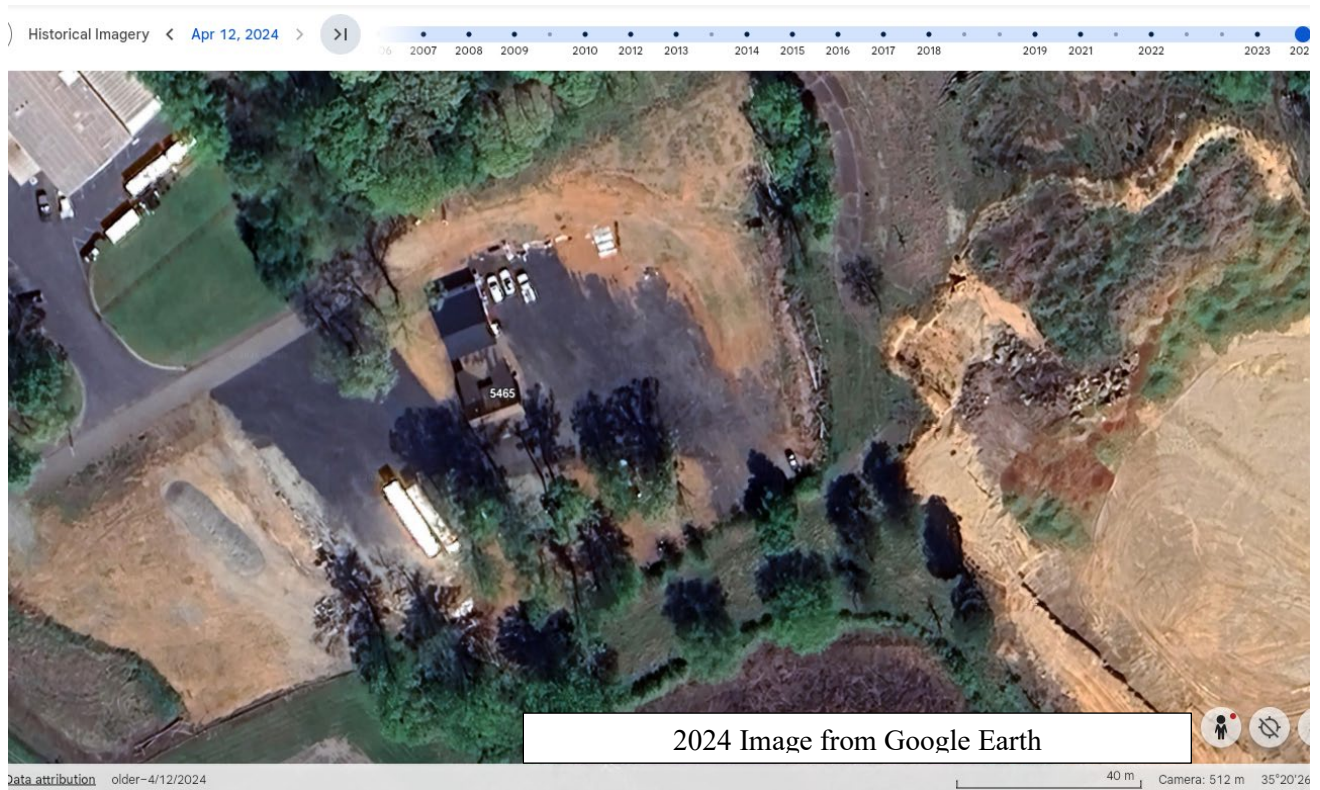 Historical Imagery Apr 12, 2024
2007 2008 2009 2010 2012 2013 2014 2015 2016 2017 2018 2019 2021 2022 2023 202
5465
2024 Image from Google Earth
Data attribution older–4/12/2024 40 m Camera: 512 m 35°20'26